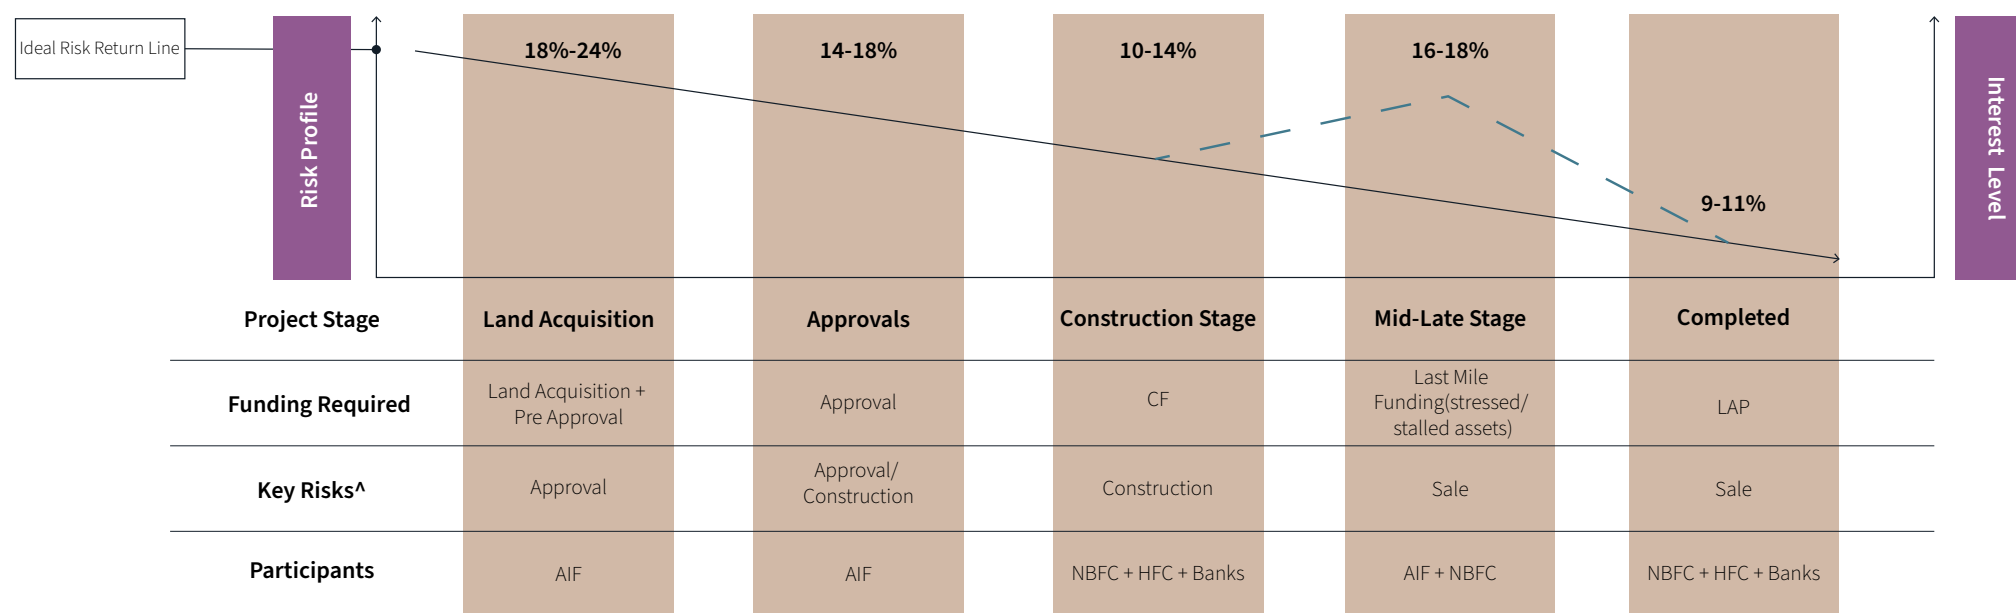 Ideal Risk Return Line
Risk Profile
18%-24%
14-18%
10-14%
16-18%
9-11%
Interest Level
Project Stage
Land Acquisition
Approvals
Construction Stage
Mid-Late Stage
Completed
Funding Required
Land Acquisition +
Pre Approval
Approval
CF
Last Mile
Funding(stressed/
stalled assets)
LAP
Key Risks^
Approval
Approval/
Construction
Construction
Sale
Sale
Participants
AIF
AIF
NBFC + HFC + Banks
AIF + NBFC
NBFC + HFC + Banks